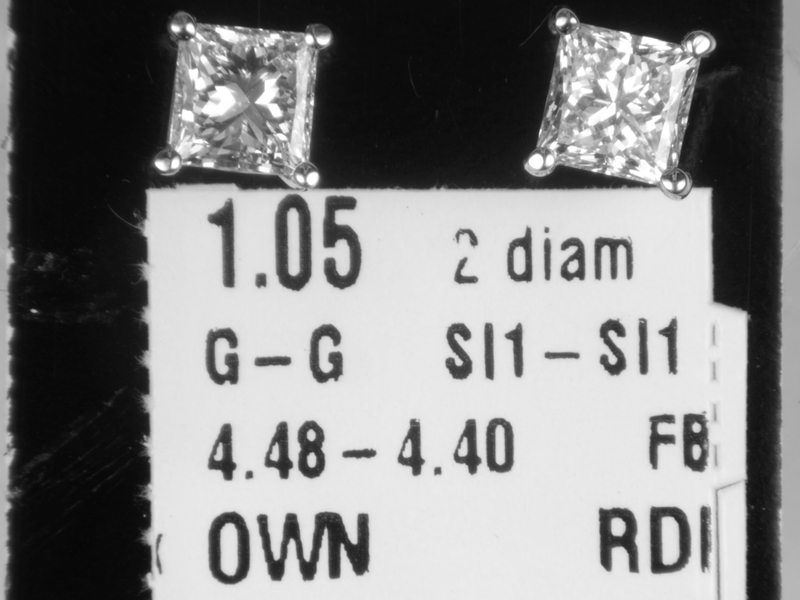 1.05 2 diam
G-G SI1-SI1
4.48-4.40 FB
OWN RDI